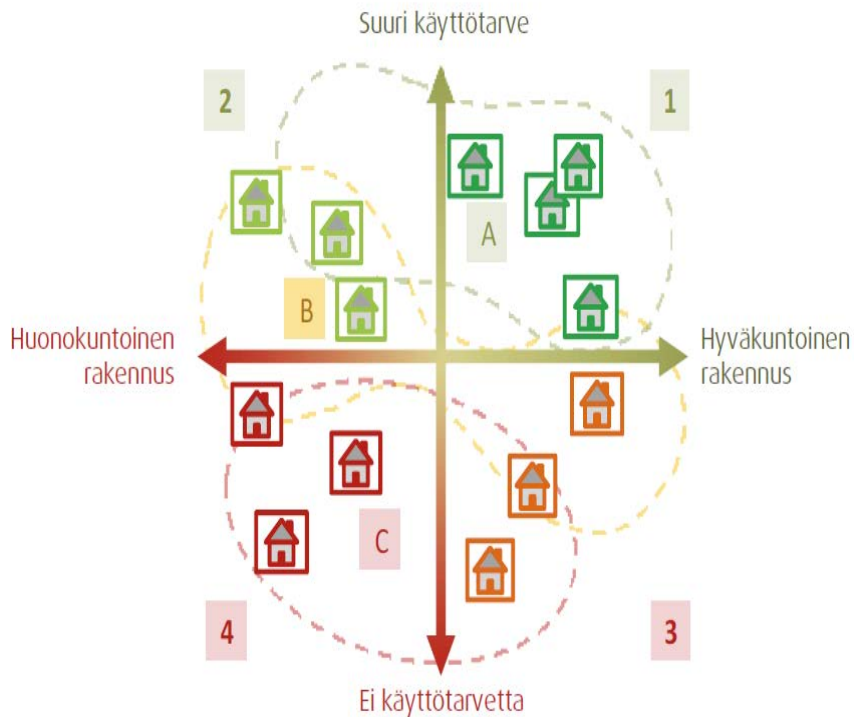 Suuri käyttötarve
2
1
A
B
Huonokuntoinen
rakennus
Hyväkuntoinen
rakennus
C
4
3
Ei käyttötarvetta